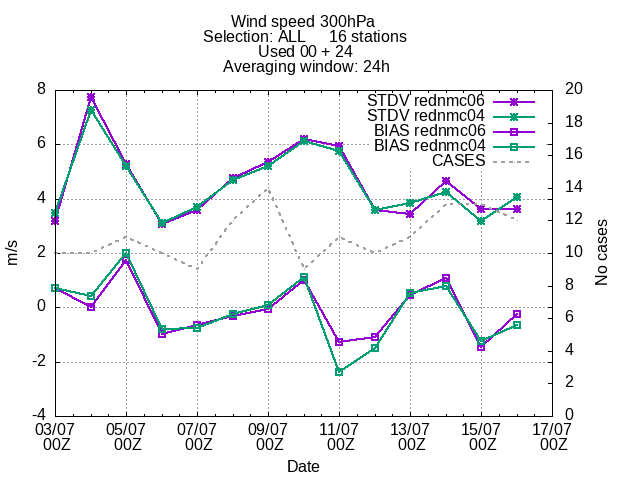 Wind speed 300hPa
Selection: ALL     16 stations
Used 00 + 24
Averaging window: 24h
STDV rednmc06
STDV rednmc04
BIAS rednmc06
BIAS rednmc04
CASES
8
6
4
2
0
-2
-4
m/s
20
18
16
14
12
10
8
6
4
2
0
No cases
03/07 05/07 07/07 09/07 11/07 13/07 15/07 17/07
00Z 00Z 00Z 00Z 00Z 00Z 00Z 00Z
Date